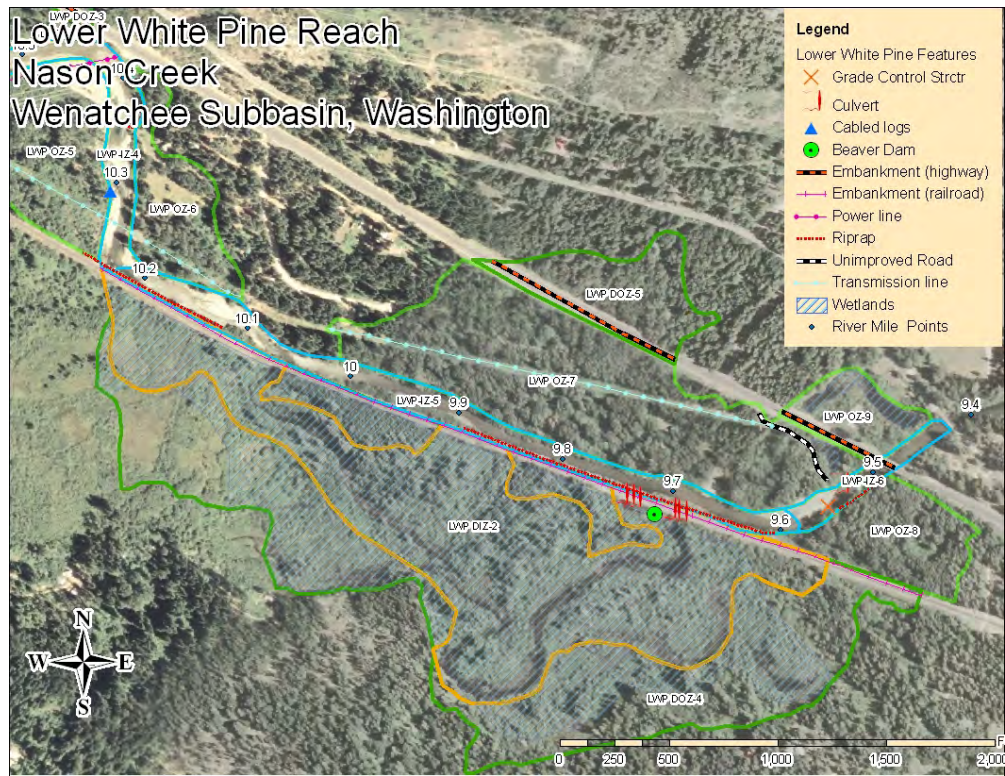 LWP DOZ-3
Lower White Pine Reach
Nason Creek
Wenatchee Subbasin, Washington
LWP OZ-5
LWP-IZ-4
10.3
LWP OZ-6
10.2
10.1
10
LWP-IZ-5
9.9
9.8
9.7
9.6
9.5
9.4
LWP DOZ-5
LWP OZ-7
LWP OZ-9
LWP-IZ-6
LWP OZ-8
LWP DIZ-2
LWP DOZ-4
Legend
Lower White Pine Features
Grade Control Strctr
Culvert
Cabled logs
Beaver Dam
Embankment (highway)
Embankment (railroad)
Power line
Riprap
Unimproved Road
Transmission line
Wetlands
River Mile Points
N
W E
S
0 250 500 1,000 1,500 2,000